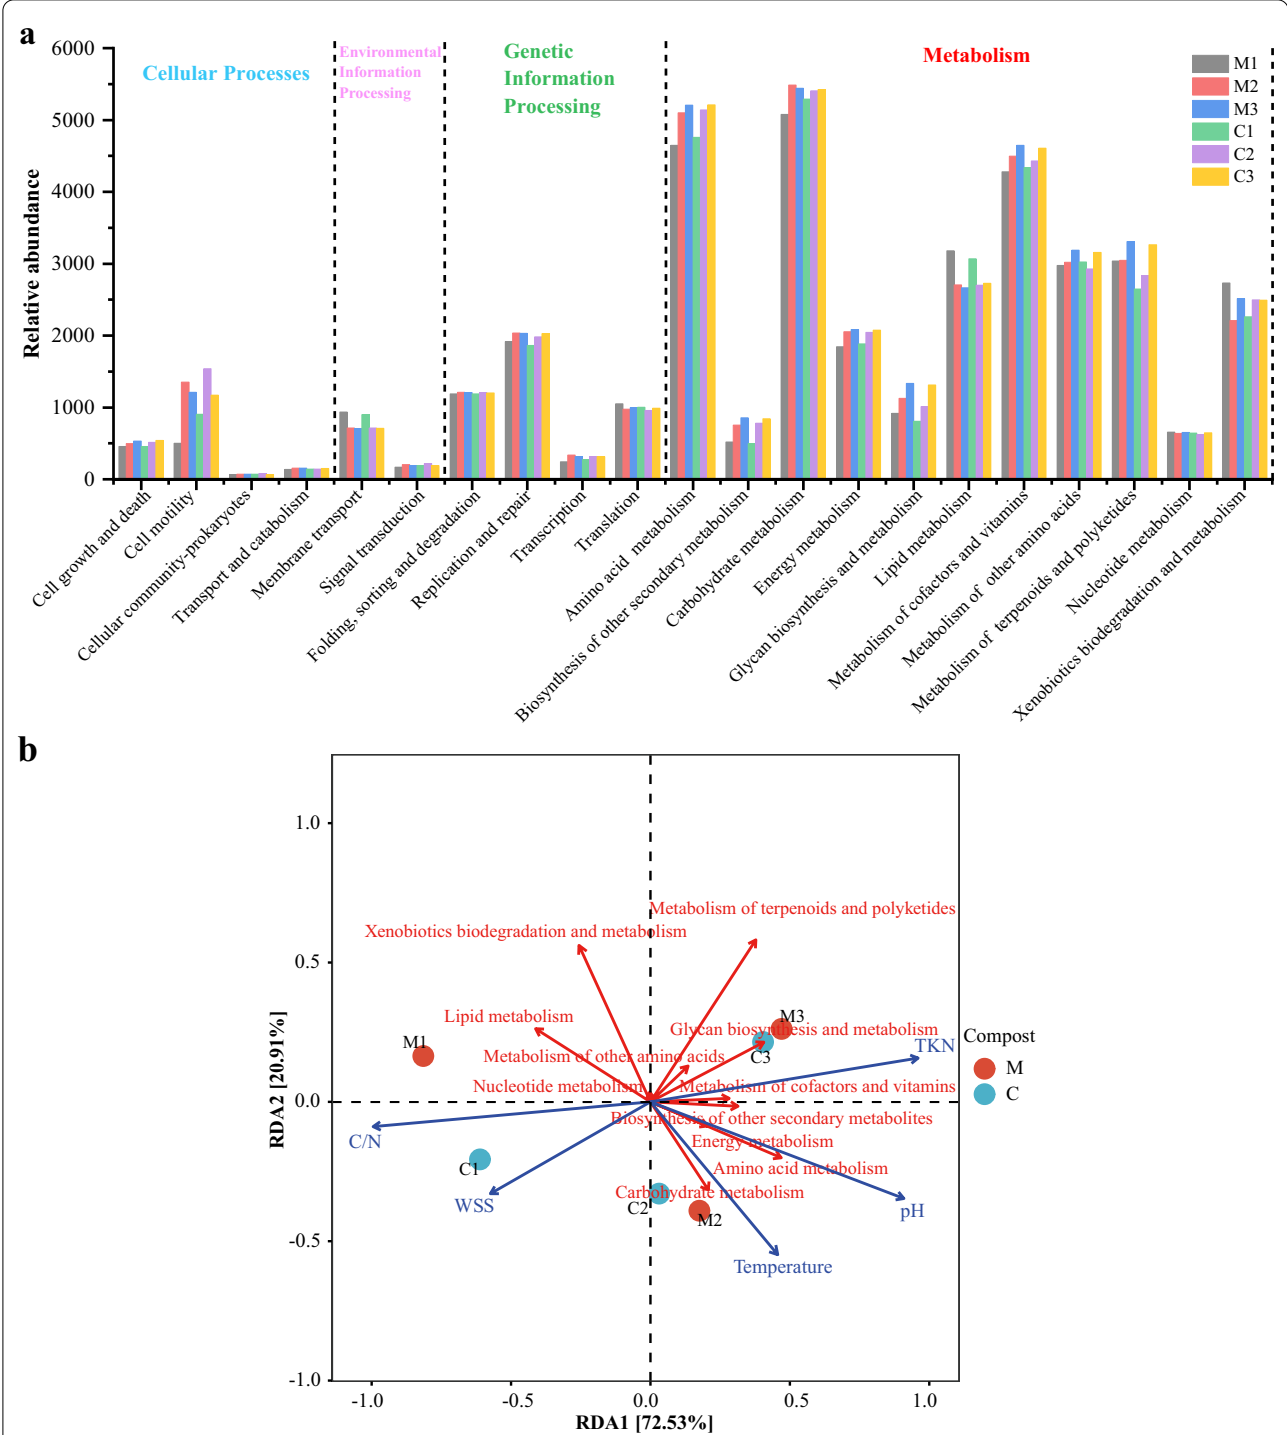 a
6000
5000
4000
3000
2000
1000
0
Relative abundance
Cellular Processes
Environmental
Information
Processing
Genetic
Information
Processing
Metabolism
M1
M2
M3
C1
C2
C3
Cell growth and death
Cell motility
Cellular community-prokaryotes
Transport and catabolism
Membrane transport
Signal transduction
Folding, sorting and degradation
Replication and repair
Transcription
Translation
Amino acid metabolism
Biosynthesis of other secondary metabolism
Carbohydrate metabolism
Energy metabolism
Glycan biosynthesis and metabolism
Lipid metabolism
Metabolism of cofactors and vitamins
Metabolism of other amino acids
Metabolism of terpenoids and polyketides
Nucleotide metabolism
Xenobiotics biodegradation and metabolism
b
1.0
0.5
0.0
-0.5
-1.0
RDA2 [20.91%]
Metabolism of terpenoids and polyketides
Xenobiotics biodegradation and metabolism
Lipid metabolism
M3
Glycan biosynthesis and metabolism
M1
TKN
Metabolism of other amino acids
C3
Nucleotide metabolism
Metabolism of cofactors and vitamins
Biosynthesis of other secondary metabolites
C/N
Energy metabolism
C1
Amino acid metabolism
Carbohydrate metabolism
WSS
C2
pH
M2
Temperature
Compost
M
C
-1.0
-0.5
0.0
0.5
1.0
RDA1 [72.53%]